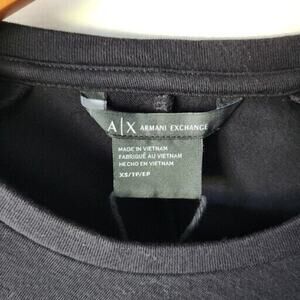 A|X ARMANI EXCHANGE
MADE IN VIETNAM
FABRIQUÉ AU VIETNAM
HECHO EN VIETNAM
XS/TP/EP